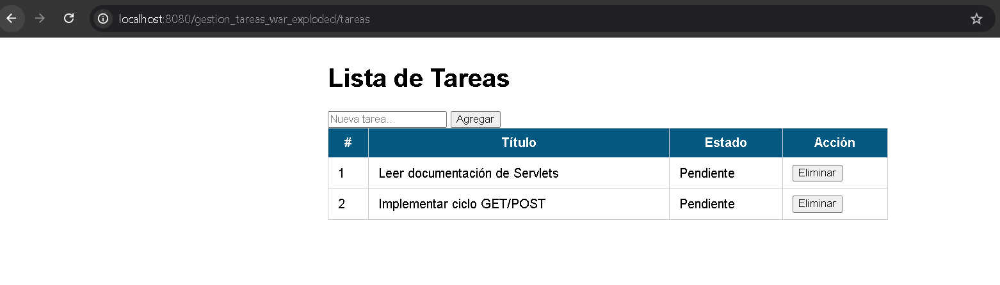 localhost:8080/gestion_tareas_war_exploded/tareas
Lista de Tareas
Nueva tarea... Agregar
# Título Estado Acción
1 Leer documentación de Servlets Pendiente Eliminar
2 Implementar ciclo GET/POST Pendiente Eliminar